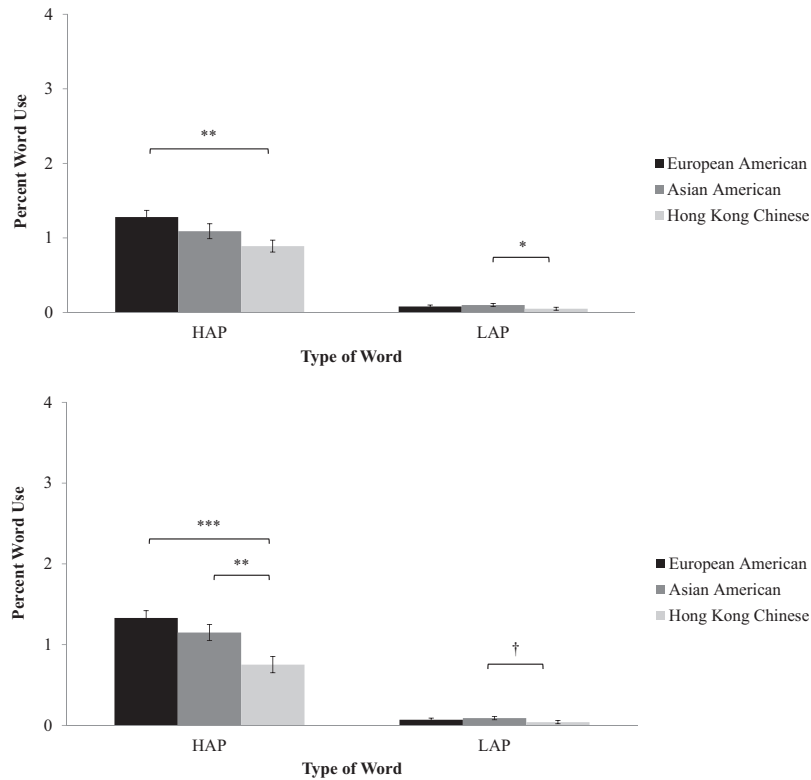 4
3
2
1
0
Percent Word Use
**
*
HAP
LAP
Type of Word
European American
Asian American
Hong Kong Chinese
4
3
2
1
0
Percent Word Use
***
**
†
HAP
LAP
Type of Word
European American
Asian American
Hong Kong Chinese